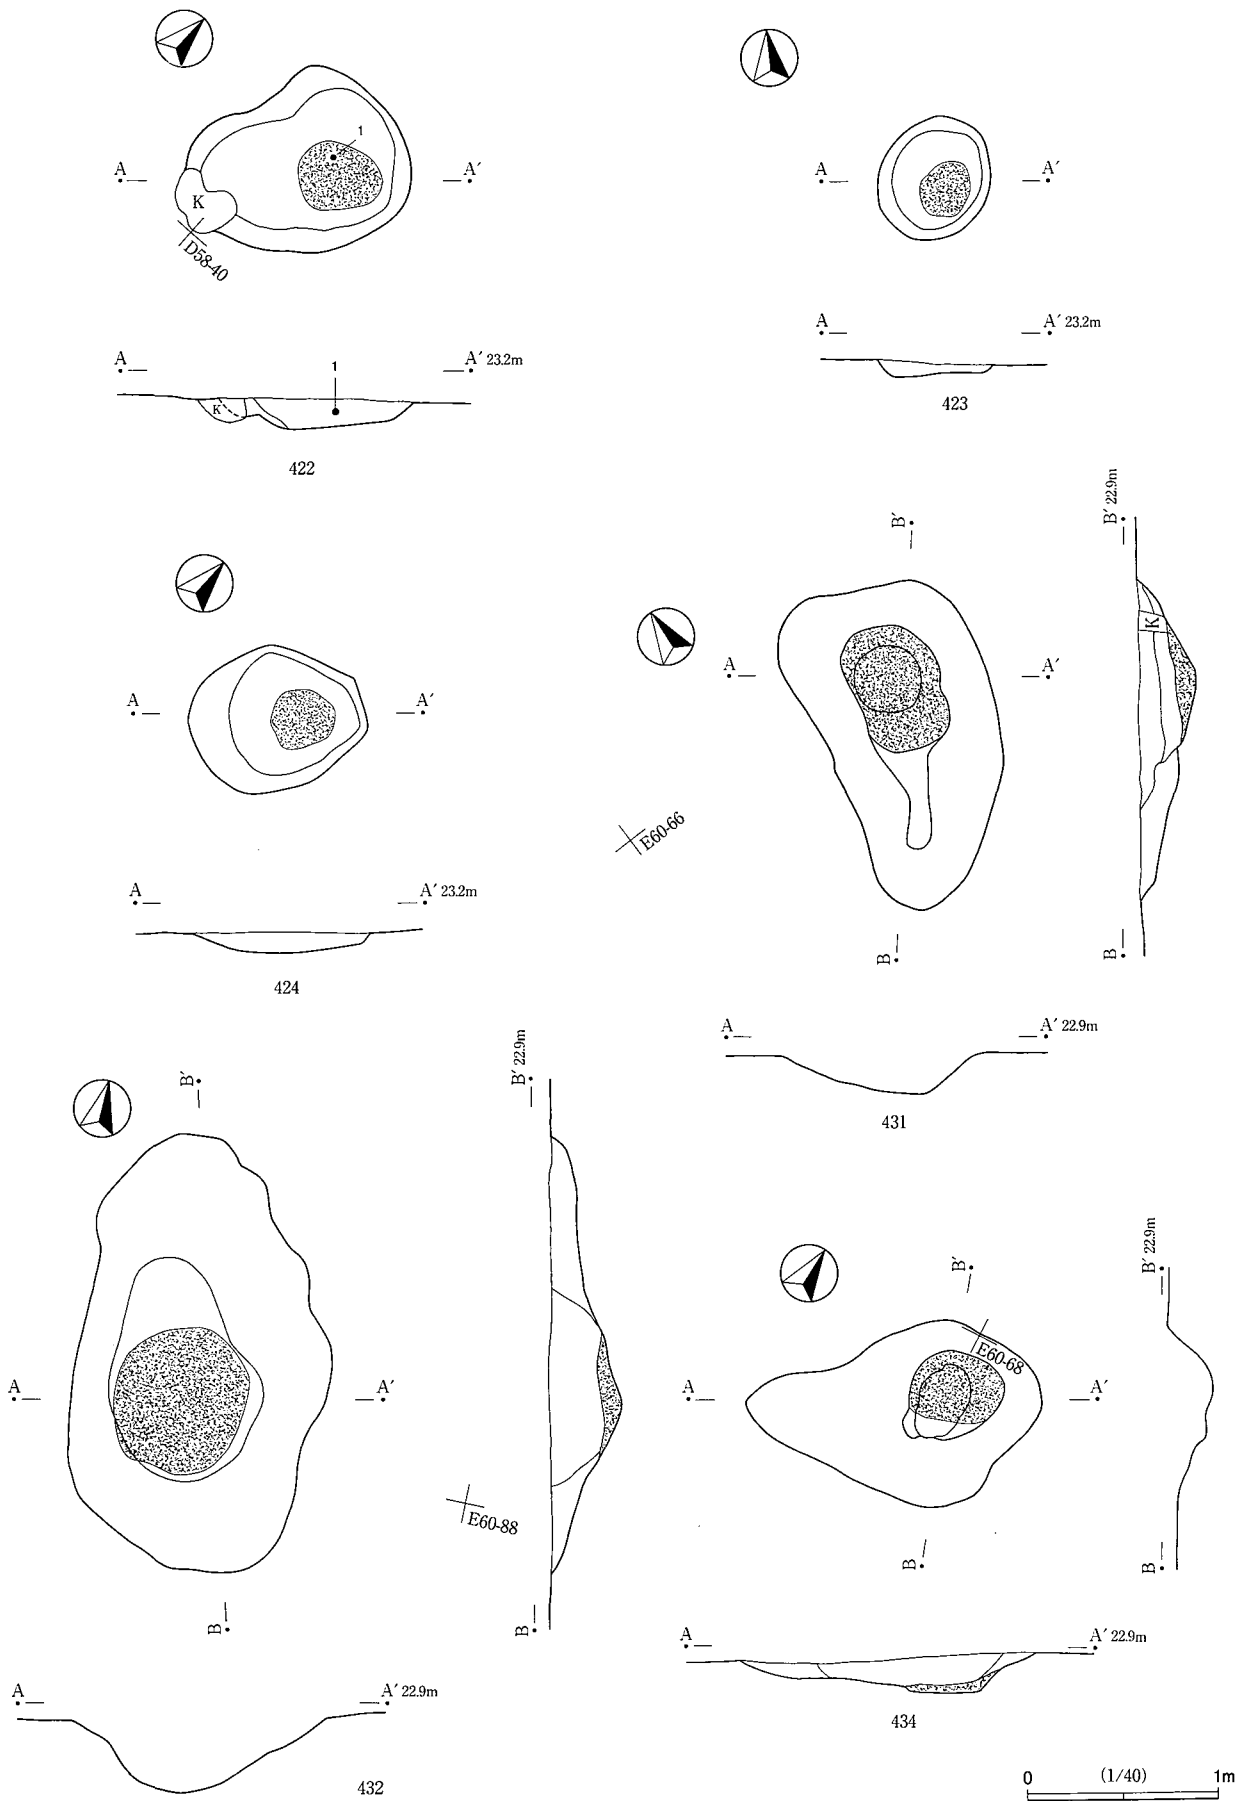 1
A
A′
K
D58-40
A
A′ 23.2m
1
K
422
A
A′
A
A′ 23.2m
423
A
A′
A
A′ 23.2m
424
B′
A
A′
E60-66
B
B′ 22.9m
K
B
A
A′ 22.9m
431
B′
A
A′
E60-88
B
B′ 22.9m
B
A
A′ 22.9m
432
B′
E60-68
A
A′
B
B′ 22.9m
B
A
A′ 22.9m
434
0 (1/40) 1m